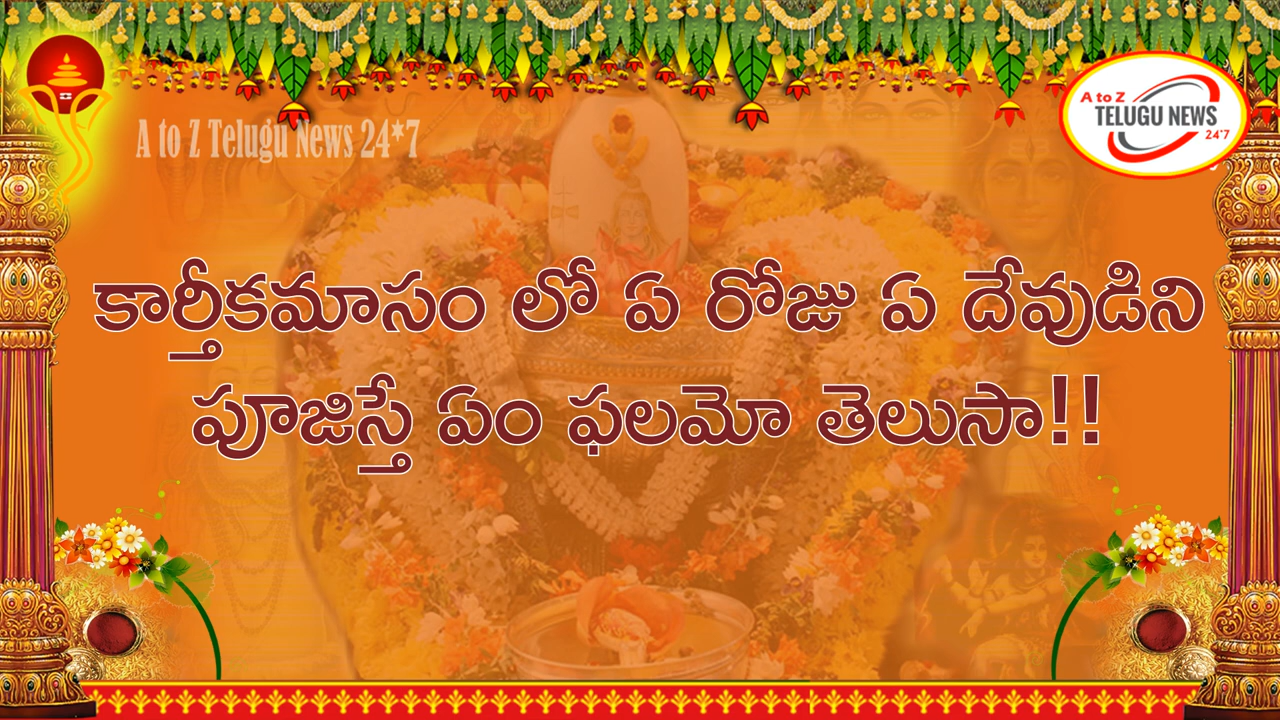 A to Z Telugu News 24*7
A to Z
TELUGU NEWS
24*7
కార్తీకమాసం లో ఏ రోజు ఏ దేవుడిని
పూజిస్తే ఏం ఫలమో తెలుసా!!